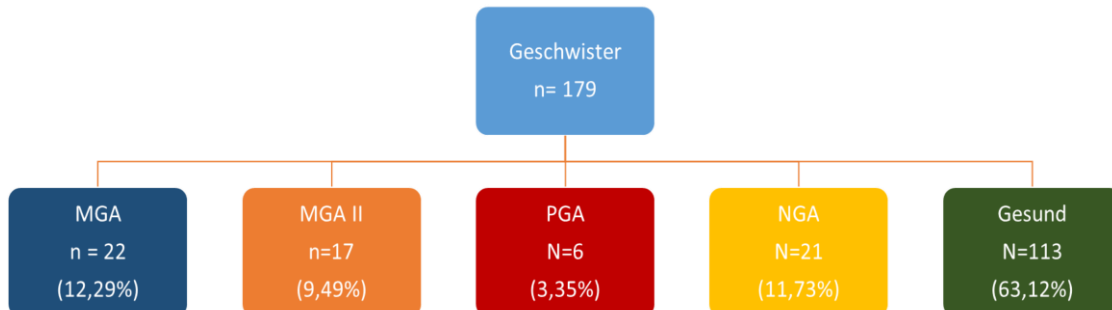 Geschwister
n= 179
MGA
n = 22
(12,29%)
MGA II
n=17
(9,49%)
PGA
N=6
(3,35%)
NGA
N=21
(11,73%)
Gesund
N=113
(63,12%)